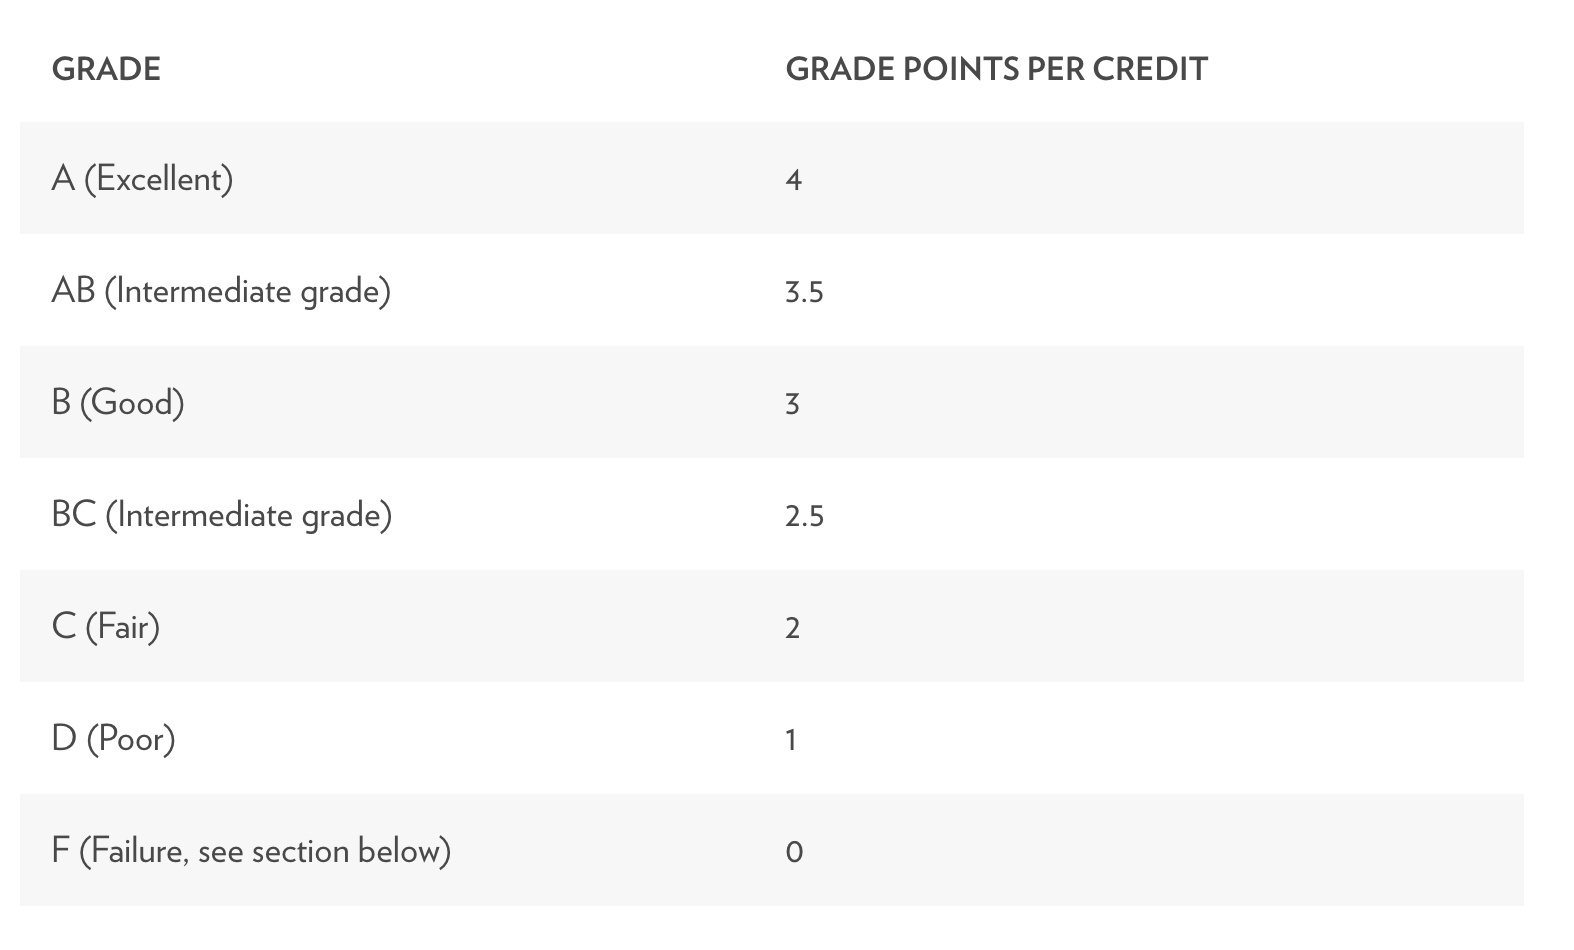 GRADE GRADE POINTS PER CREDIT
A (Excellent) 4
AB (Intermediate grade) 3.5
B (Good) 3
BC (Intermediate grade) 2.5
C (Fair) 2
D (Poor) 1
F (Failure, see section below) 0